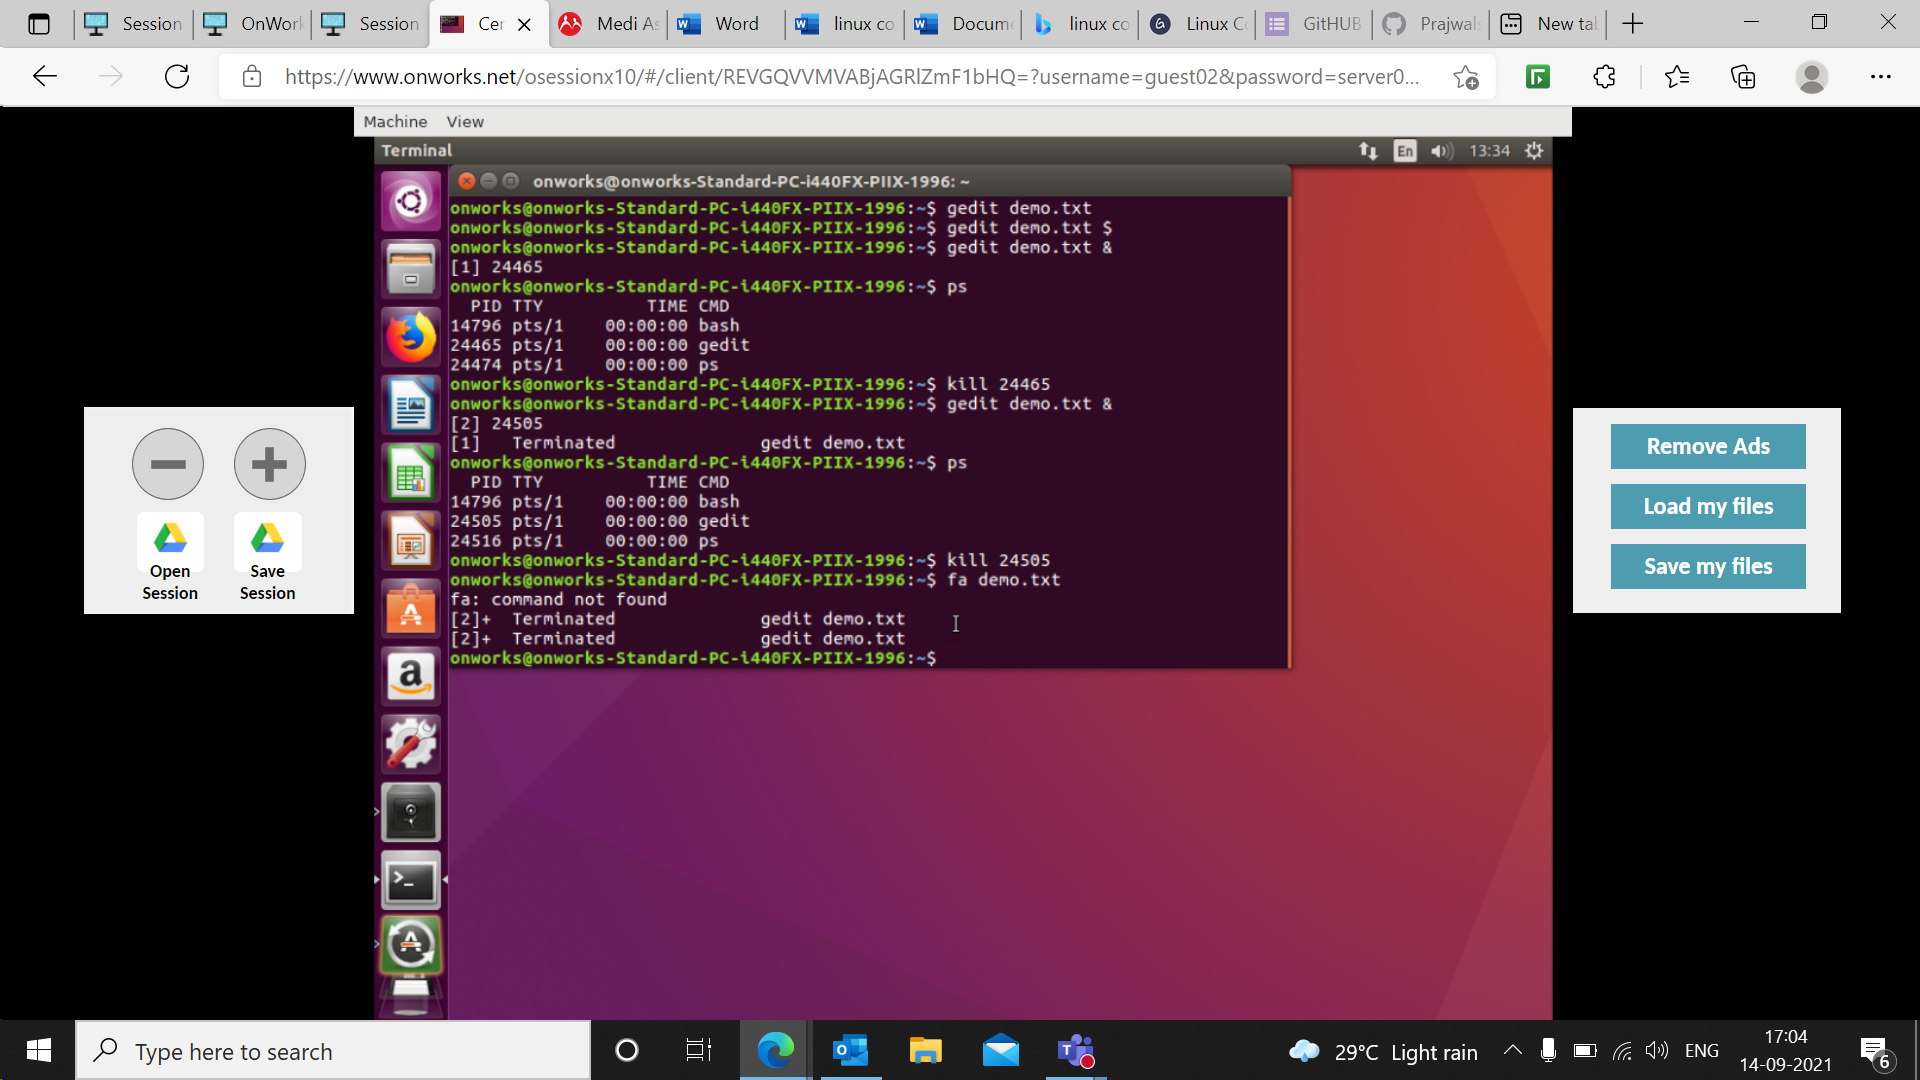 Session
OnWork
Session
Cer
Medi As
Word
linux co
Docume
linux co
Linux Co
GitHUB
Prajwals
New tab
https://www.onworks.net/osessionx10/#/client/REVGQVVMVABjAGRlZmF1bHQ=?username=guest02&password=server0...
Machine View
Terminal
En
13:34
onworks@onworks-Standard-PC-i440FX-PIIX-1996: ~
onworks@onworks-Standard-PC-i440FX-PIIX-1996:~$ gedit demo.txt
onworks@onworks-Standard-PC-i440FX-PIIX-1996:~$ gedit demo.txt $
onworks@onworks-Standard-PC-i440FX-PIIX-1996:~$ gedit demo.txt &
[1] 24465
onworks@onworks-Standard-PC-i440FX-PIIX-1996:~$ ps
PID TTY          TIME CMD
14796 pts/1    00:00:00 bash
24465 pts/1    00:00:00 gedit
24474 pts/1    00:00:00 ps
onworks@onworks-Standard-PC-i440FX-PIIX-1996:~$ kill 24465
onworks@onworks-Standard-PC-i440FX-PIIX-1996:~$ gedit demo.txt &
[2] 24505
[1]   Terminated              gedit demo.txt
onworks@onworks-Standard-PC-i440FX-PIIX-1996:~$ ps
PID TTY          TIME CMD
14796 pts/1    00:00:00 bash
24505 pts/1    00:00:00 gedit
24516 pts/1    00:00:00 ps
onworks@onworks-Standard-PC-i440FX-PIIX-1996:~$ kill 24505
onworks@onworks-Standard-PC-i440FX-PIIX-1996:~$ fa demo.txt
fa: command not found
[2]+  Terminated              gedit demo.txt
[2]+  Terminated              gedit demo.txt
onworks@onworks-Standard-PC-i440FX-PIIX-1996:~$
Open
Session
Save
Session
Remove Ads
Load my files
Save my files
Type here to search
29°C Light rain
ENG
17:04
14-09-2021
6